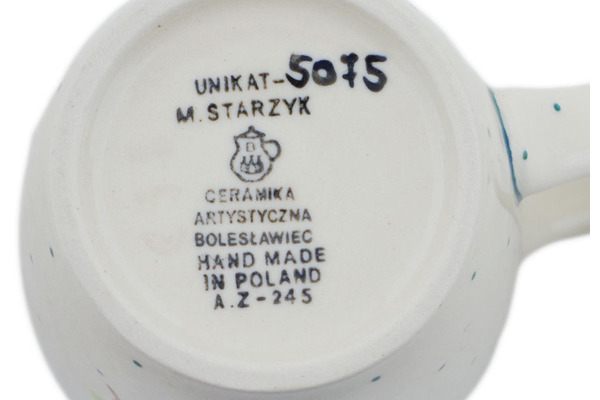 UNIKAT-5075
M.STARZYK
CERAMIKA
ARTYSTYCZNA
BOLESŁAWIEC
HAND MADE
IN POLAND
A.Z-245